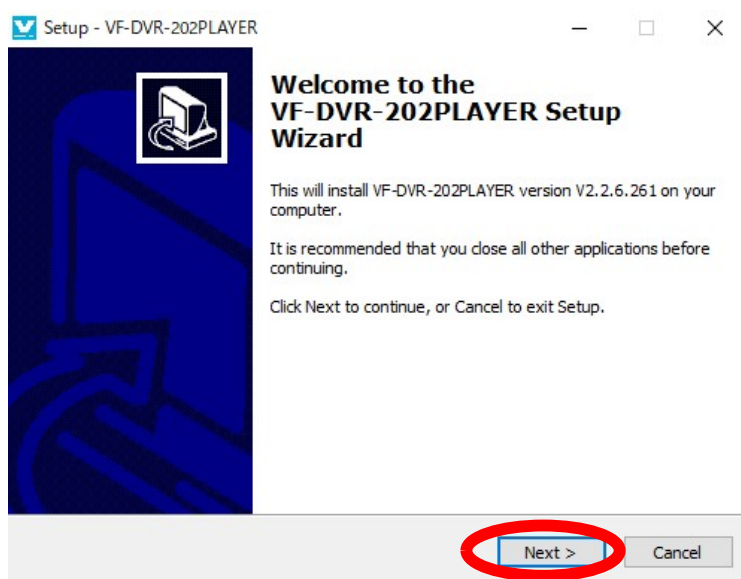 Setup - VF-DVR-202PLAYER
Welcome to the
VF-DVR-202PLAYER Setup
Wizard
This will install VF-DVR-202PLAYER version V2.2.6.261 on your
computer.
It is recommended that you close all other applications before
continuing.
Click Next to continue, or Cancel to exit Setup.
Next >
Cancel